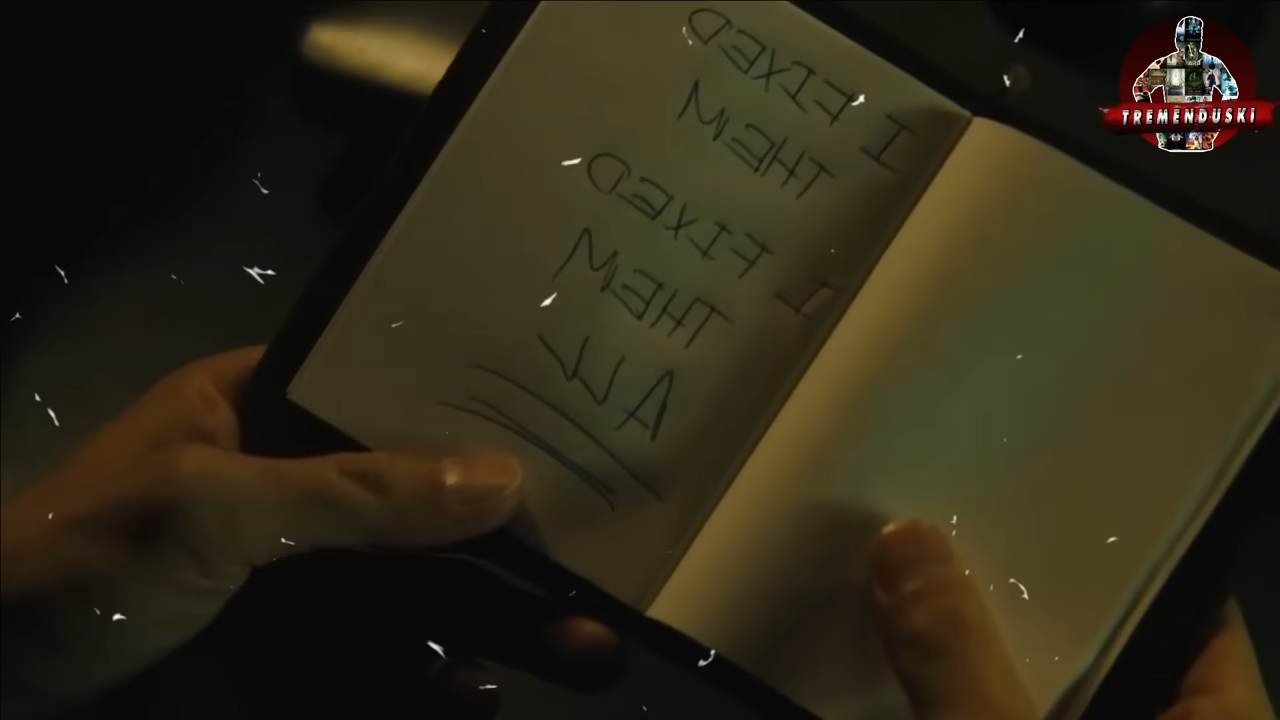 I FIXED
THEM
I FIXED
THEM
ALL
TREMENDUSKI